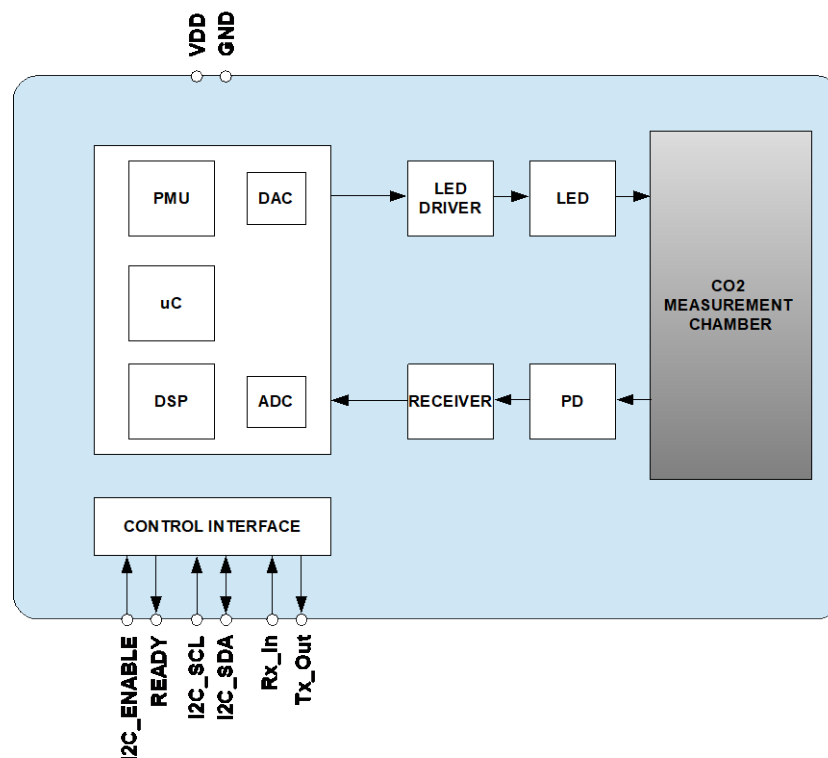 VDD
GND
PMU
DAC
LED
DRIVER
LED
CO2
MEASUREMENT
CHAMBER
uC
DSP
ADC
RECEIVER
PD
CONTROL INTERFACE
I2C_ENABLE
READY
I2C_SCL
I2C_SDA
Rx_In
Tx_Out